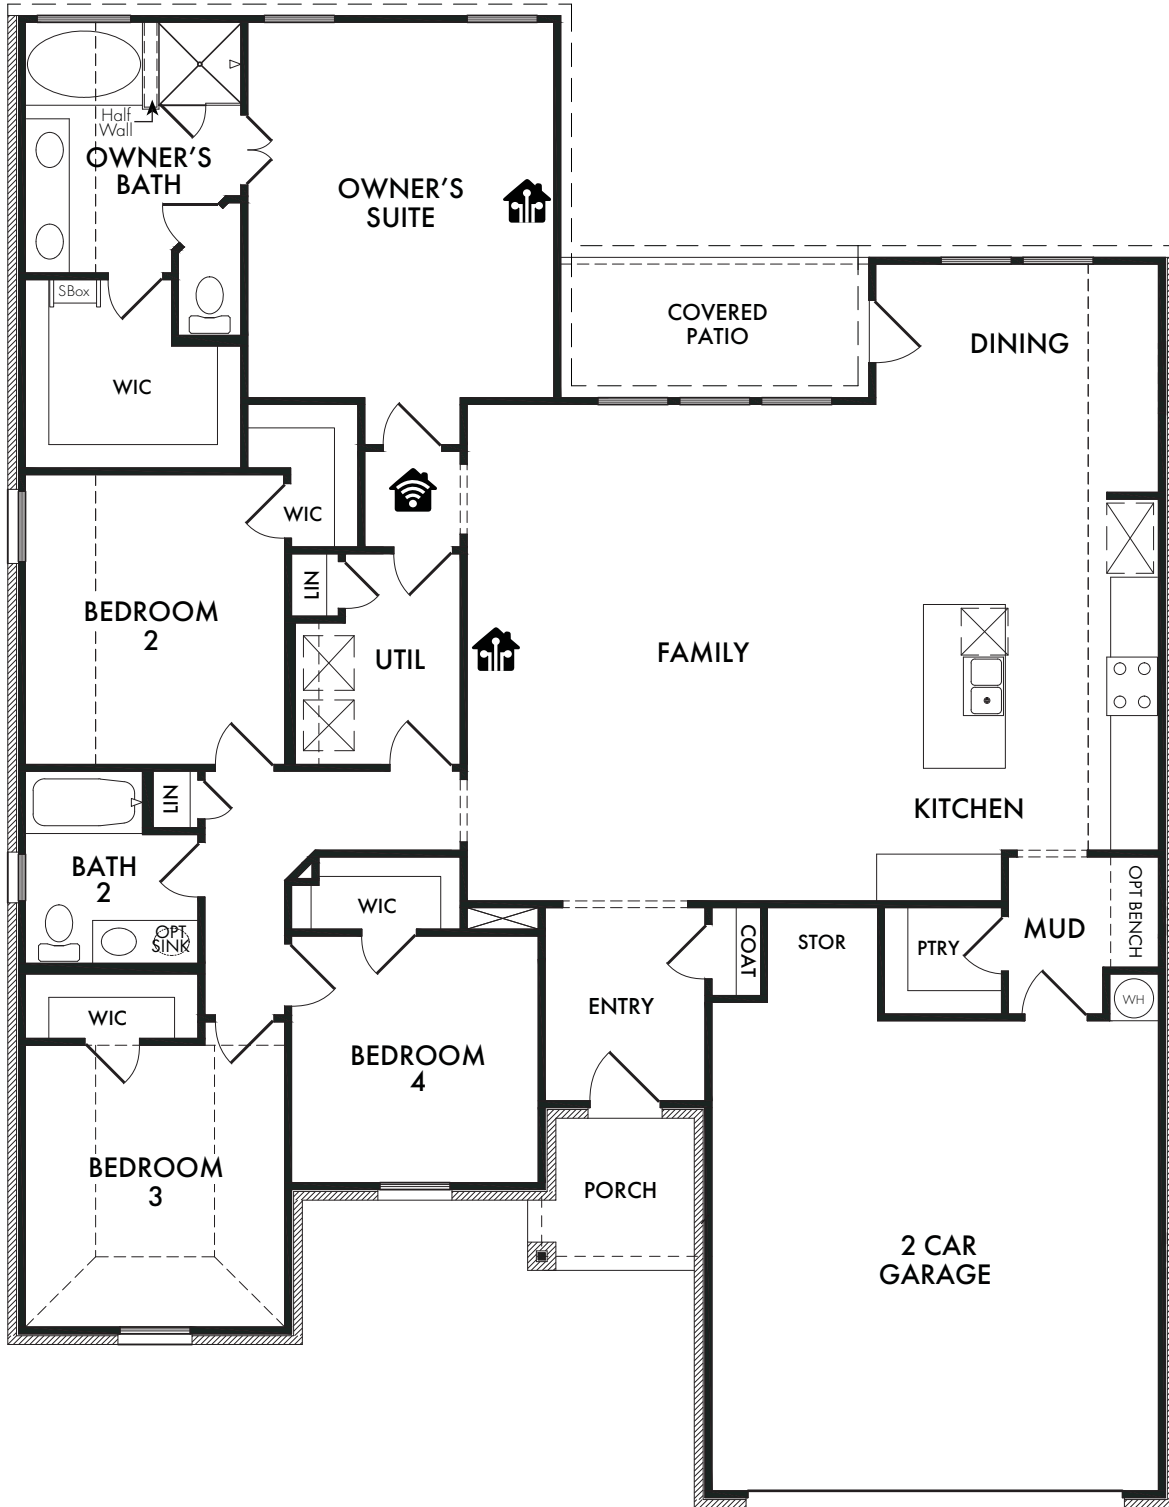 Half
Wall
OWNER'S
BATH
OWNER'S
SUITE
SBox
COVERED
PATIO
DINING
WIC
WIC
LIN
BEDROOM
2
UTIL
FAMILY
LIN
KITCHEN
BATH
2
WIC
OPT BENCH
OPT
SINK
COAT
STOR
PTRY
MUD
WH
WIC
ENTRY
BEDROOM
4
BEDROOM
3
PORCH
2 CAR
GARAGE